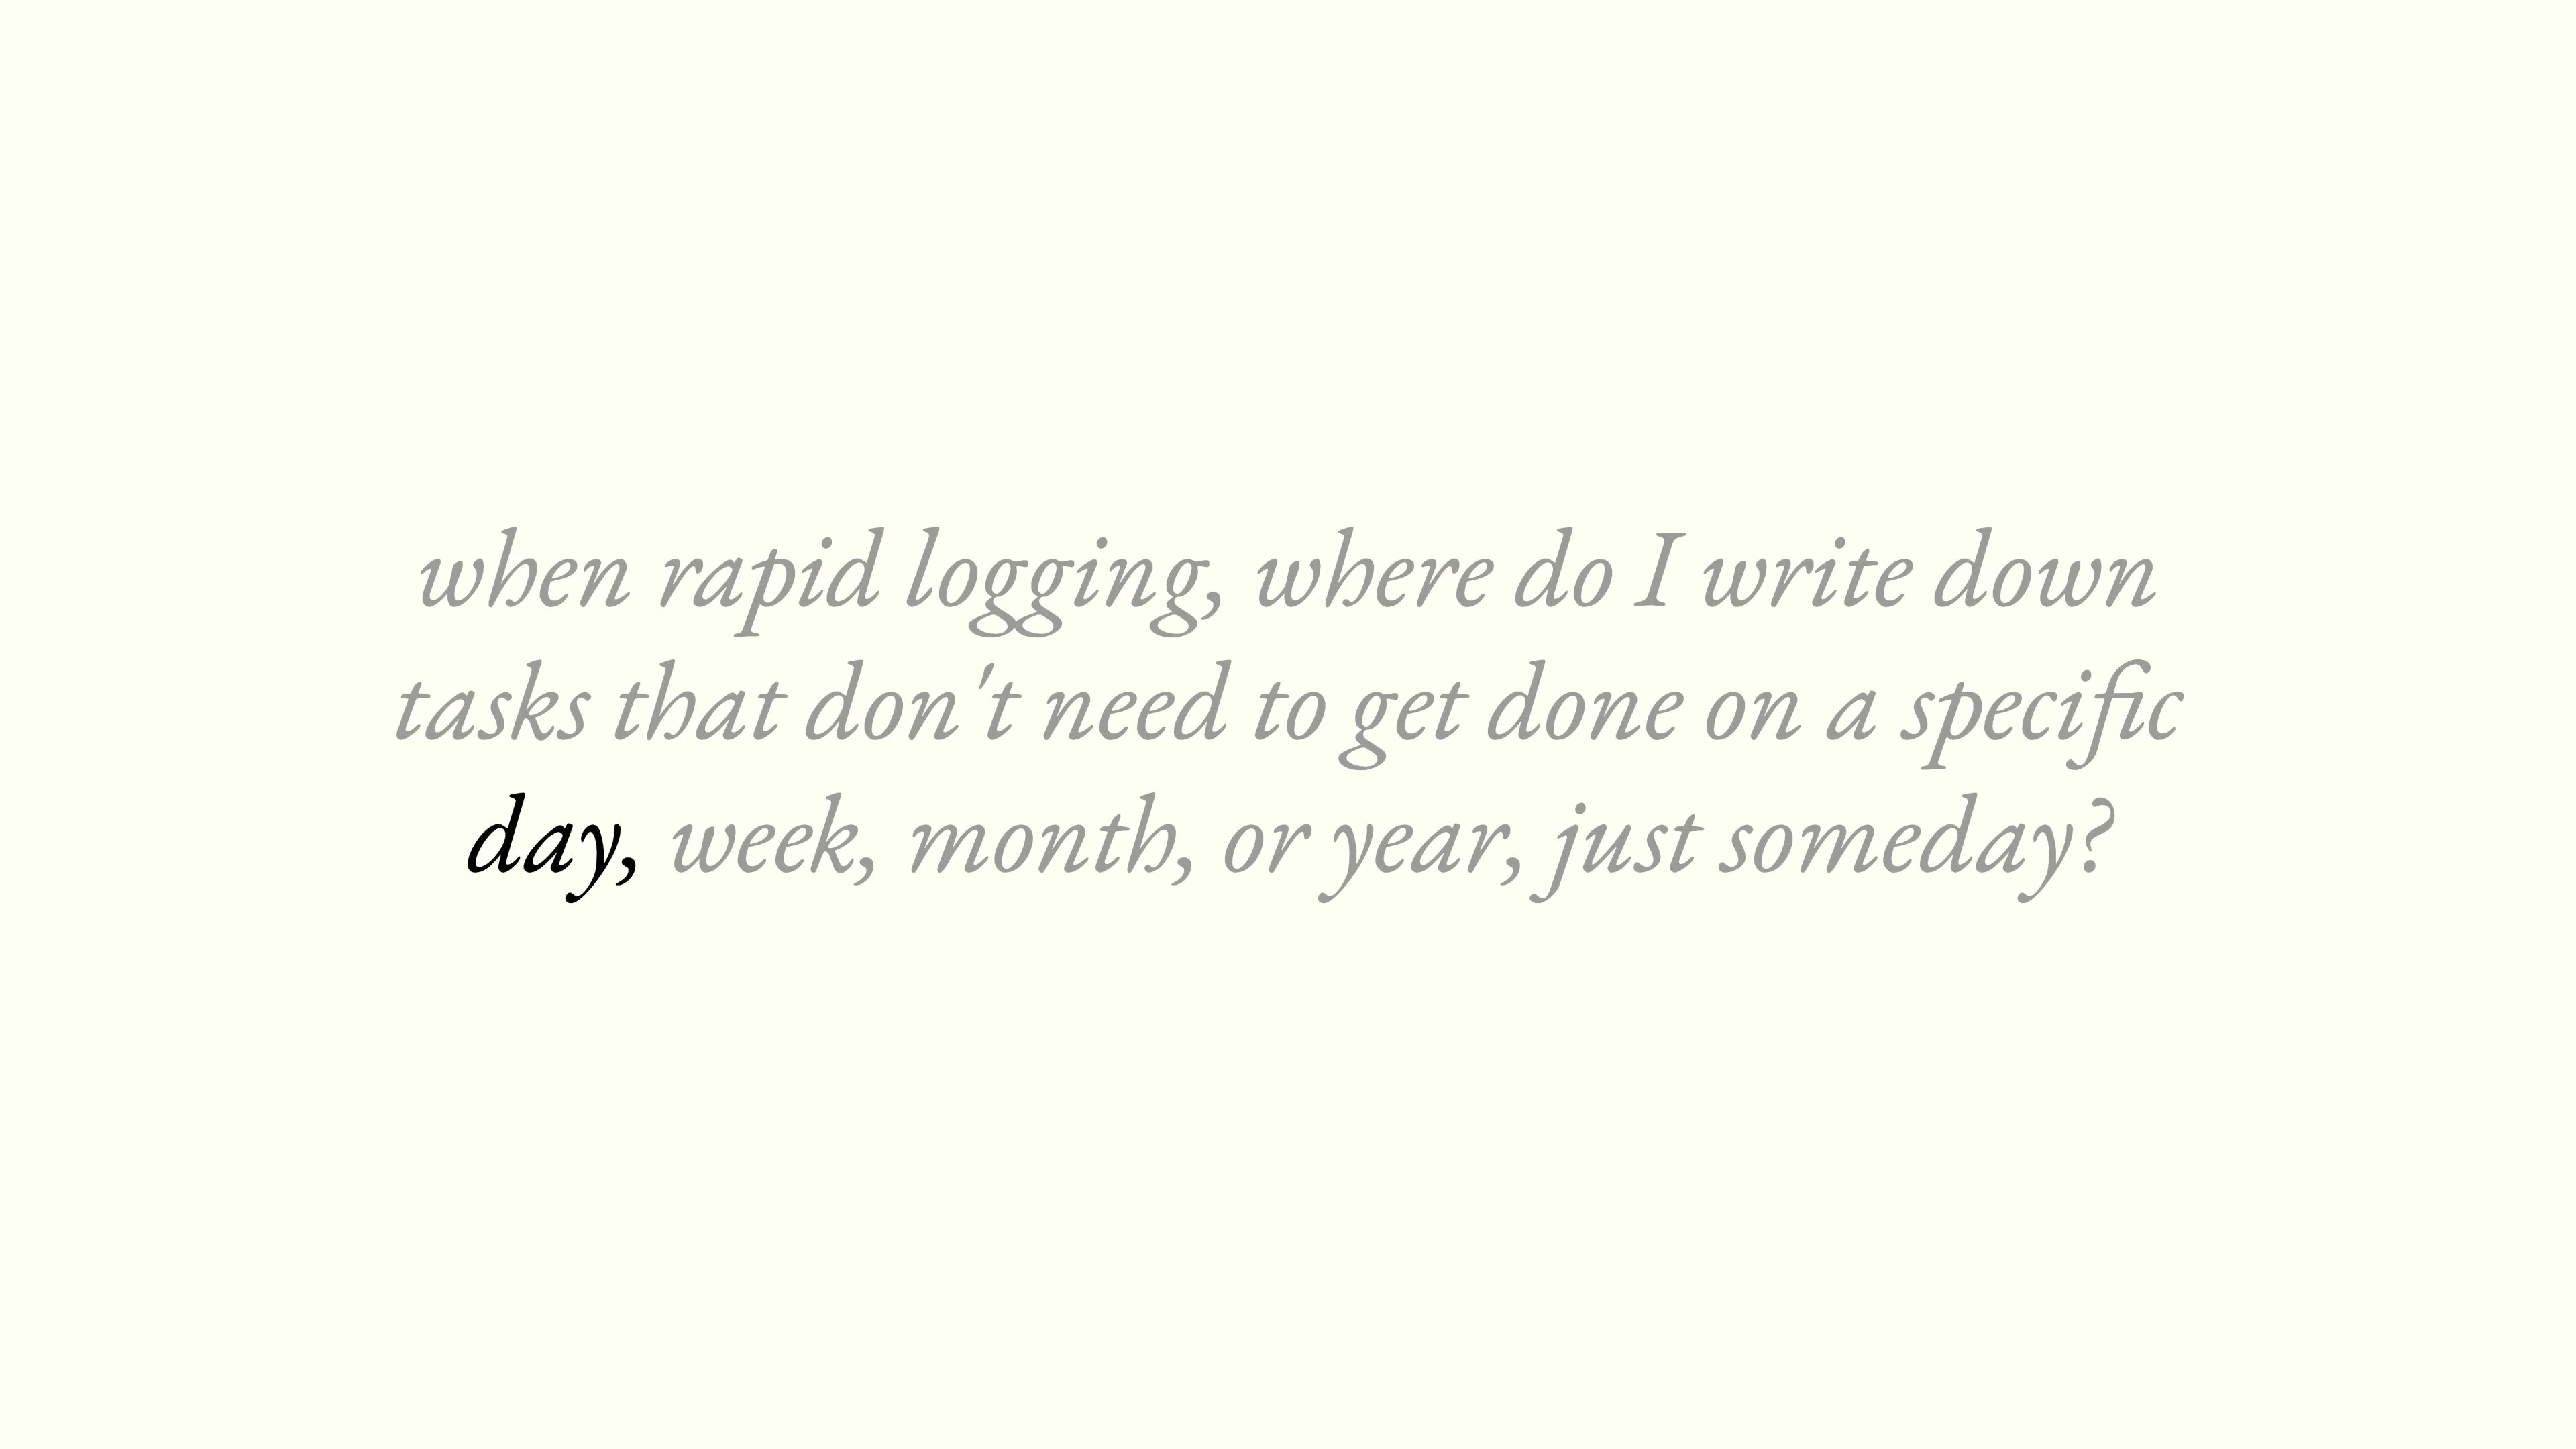 when rapid logging, where do I write down
tasks that don't need to get done on a specific
day, week, month, or year, just someday?